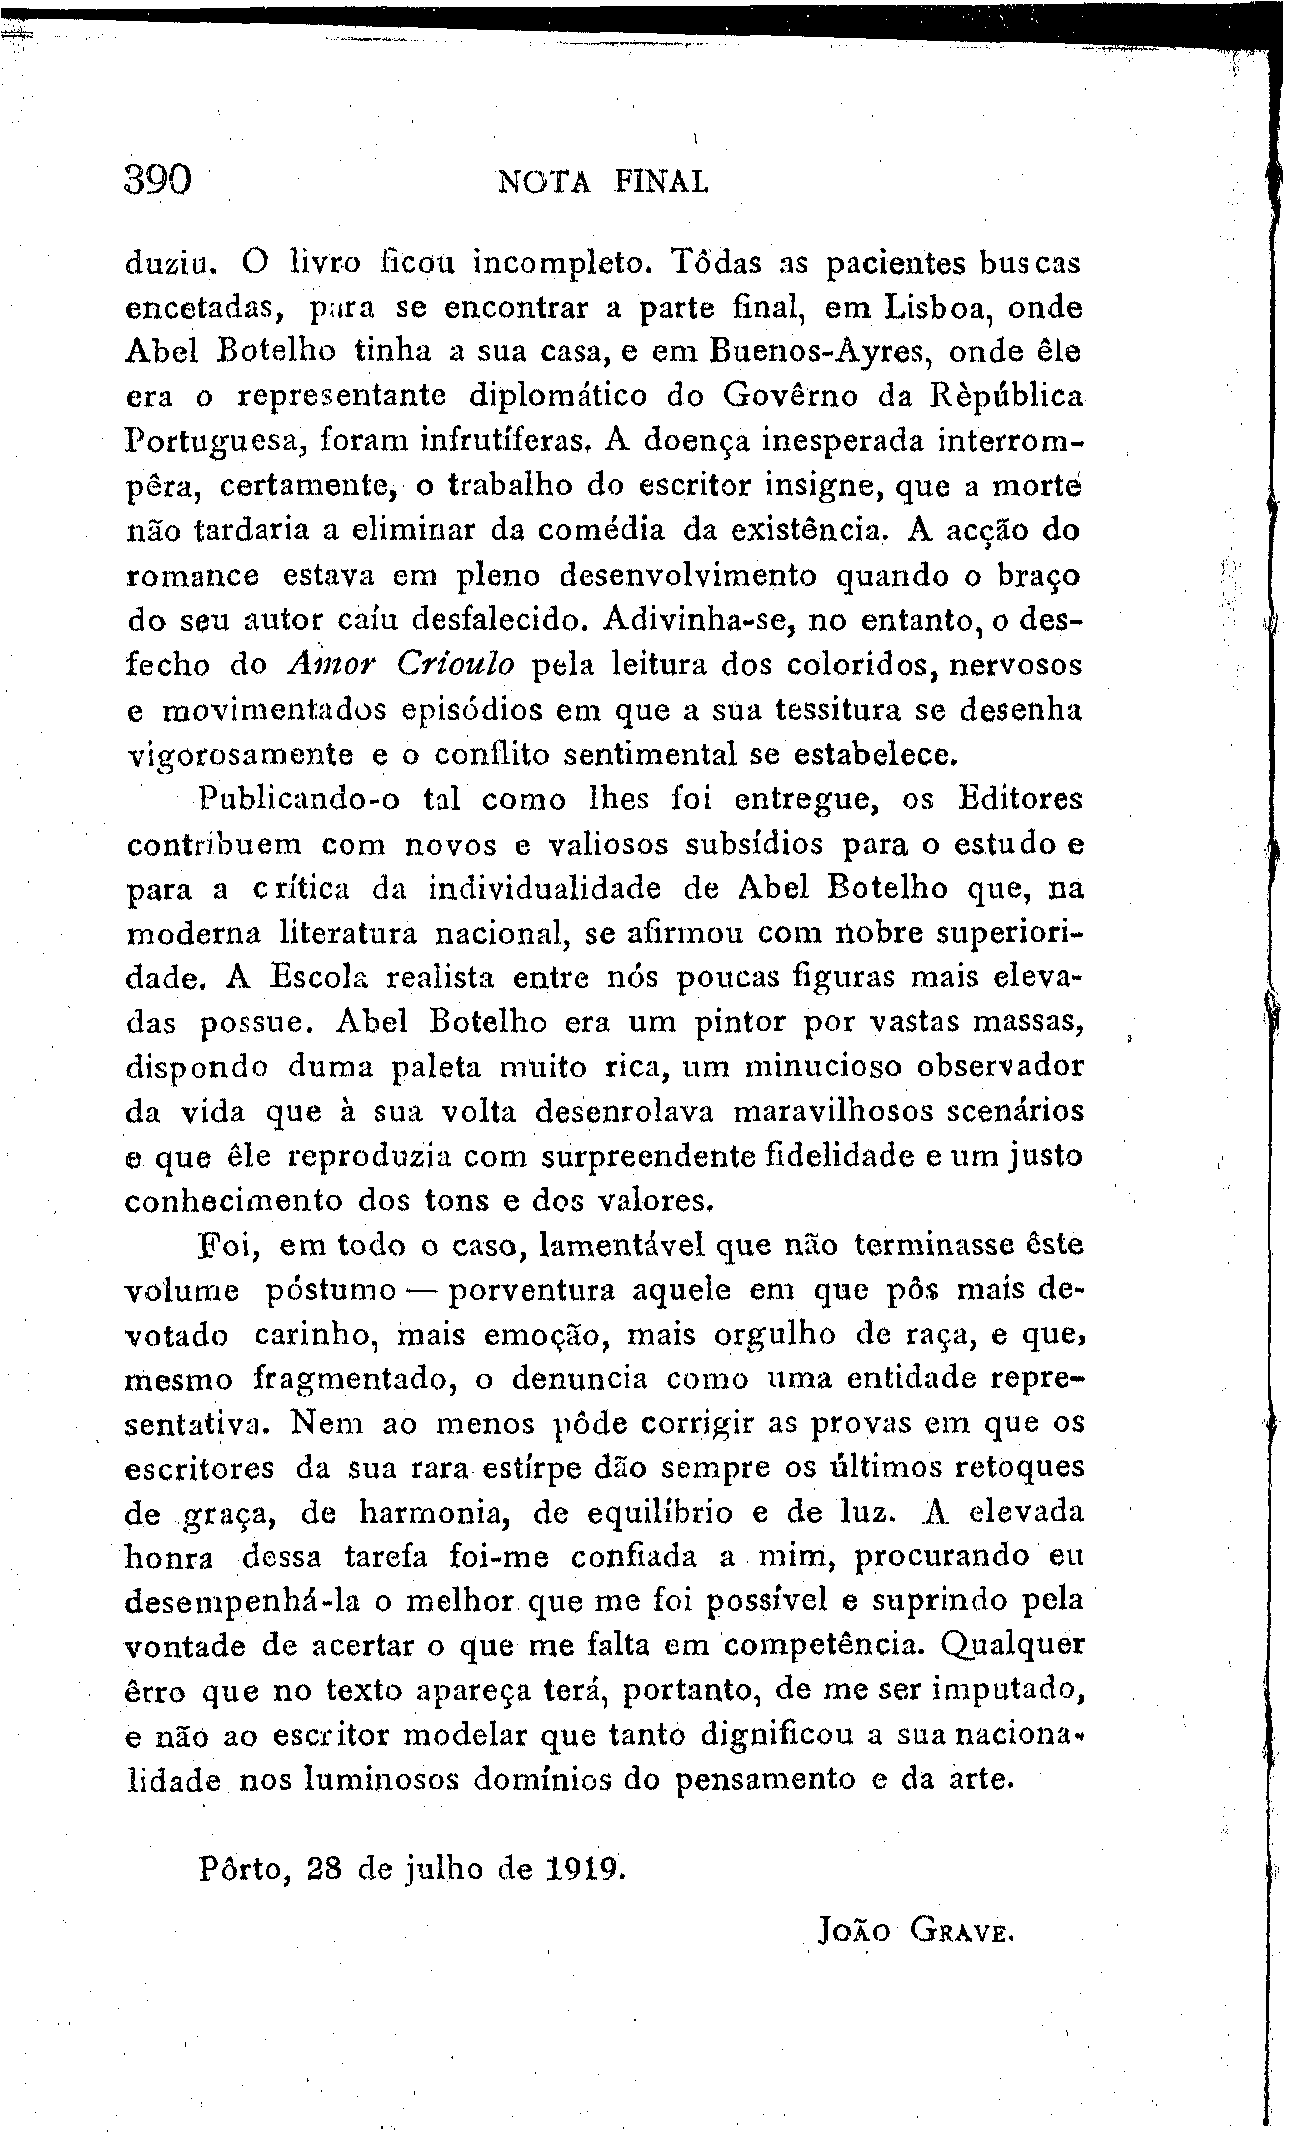 390 NOTA FINAL
duziu. O livro ficou incompleto. Tôdas as pacientes buscas
encetadas, para se encontrar a parte final, em Lisboa, onde
Abel Botelho tinha a sua casa, e em Buenos-Ayres, onde êle
era o representante diplomático do Govêrno da Rèpública
Portuguesa, foram infrutíferas. A doença inesperada interrom-
pêra, certamente, o trabalho do escritor insigne, que a morte
não tardaria a eliminar da comédia da existência. A acção do
romance estava em pleno desenvolvimento quando o braço
do seu autor caíu desfalecido. Adivinha-se, no entanto, o des-
fecho do Amor Crioulo pela leitura dos coloridos, nervosos
e movimentados episódios em que a sua tessitura se desenha
vigorosamente e o conflito sentimental se estabelece.
Publicando-o tal como lhes foi entregue, os Editores
contribuem com novos e valiosos subsídios para o estudo e
para a crítica da individualidade de Abel Botelho que, na
moderna literatura nacional, se afirmou com nobre superiori-
dade. A Escola realista entre nós poucas figuras mais eleva-
das possue. Abel Botelho era um pintor por vastas massas,
dispondo duma paleta muito rica, um minucioso observador
da vida que à sua volta desenrolava maravilhosos scenários
e que êle reproduzia com surpreendente fidelidade e um justo
conhecimento dos tons e dos valores.
Foi, em todo o caso, lamentável que não terminasse êste
volume póstumo — porventura aquele em que pôs mais de-
votado carinho, mais emoção, mais orgulho de raça, e que,
mesmo fragmentado, o denuncia como uma entidade repre-
sentativa. Nem ao menos pôde corrigir as provas em que os
escritores da sua rara estírpe dão sempre os últimos retoques
de graça, de harmonia, de equilíbrio e de luz. A elevada
honra dessa tarefa foi-me confiada a mim, procurando eu
desempenhá-la o melhor que me foi possível e suprindo pela
vontade de acertar o que me falta em competência. Qualquer
êrro que no texto apareça terá, portanto, de me ser imputado,
e não ao escritor modelar que tanto dignificou a sua naciona-
lidade nos luminosos domínios do pensamento e da arte.
Pôrto, 28 de julho de 1919.
JOÃO GRAVE.